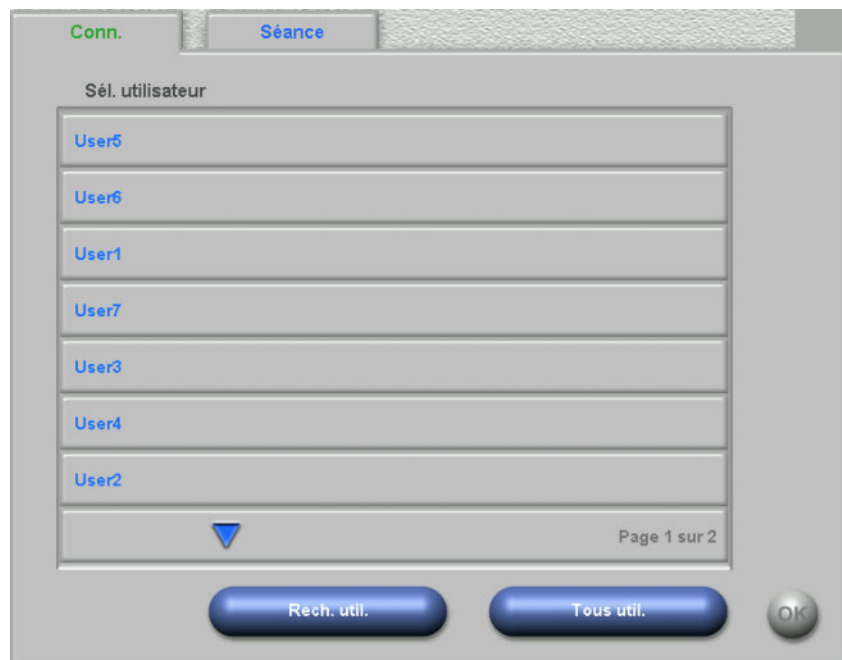 Conn. Séance
Sél. utilisateur
User5
User6
User1
User7
User3
User4
User2
Page 1 sur 2
Rech. util. Tous util. OK